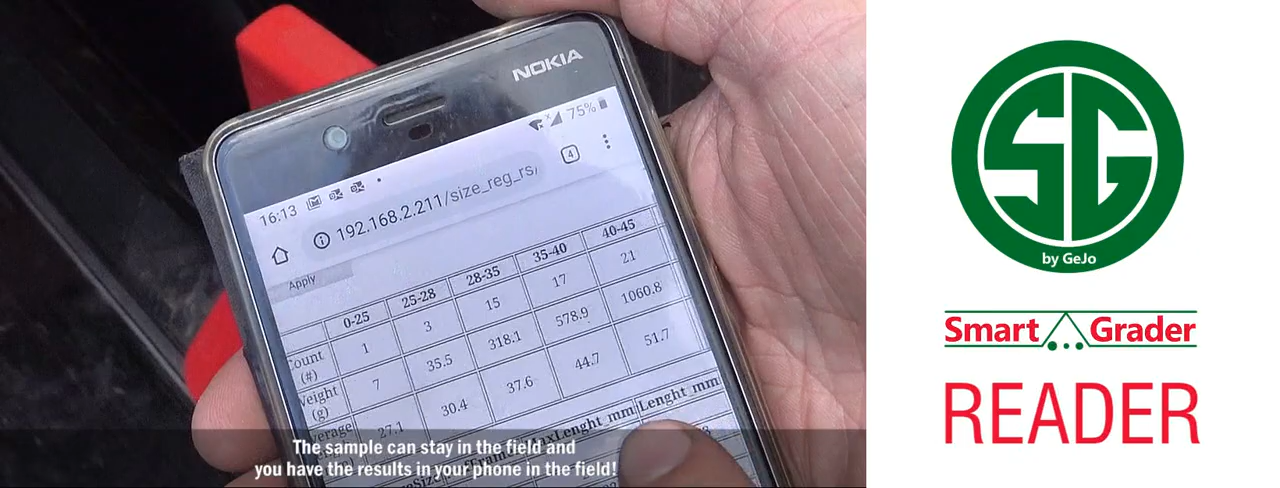 NOKIA
75%
16:13
4
192.168.2.211/size_reg_rs/
Apply
0-25 25-28 28-35 35-40 40-45
Count (#) 1 3 15 17 21
Weight (g) 7 35.5 318.1 578.9 1060.8
27.1 30.4 37.6 44.7 51.7
Lenght_mm Lenght_mm
The sample can stay in the field and
you have the results in your phone in the field!
SG
by GeJo
Smart Grader
READER